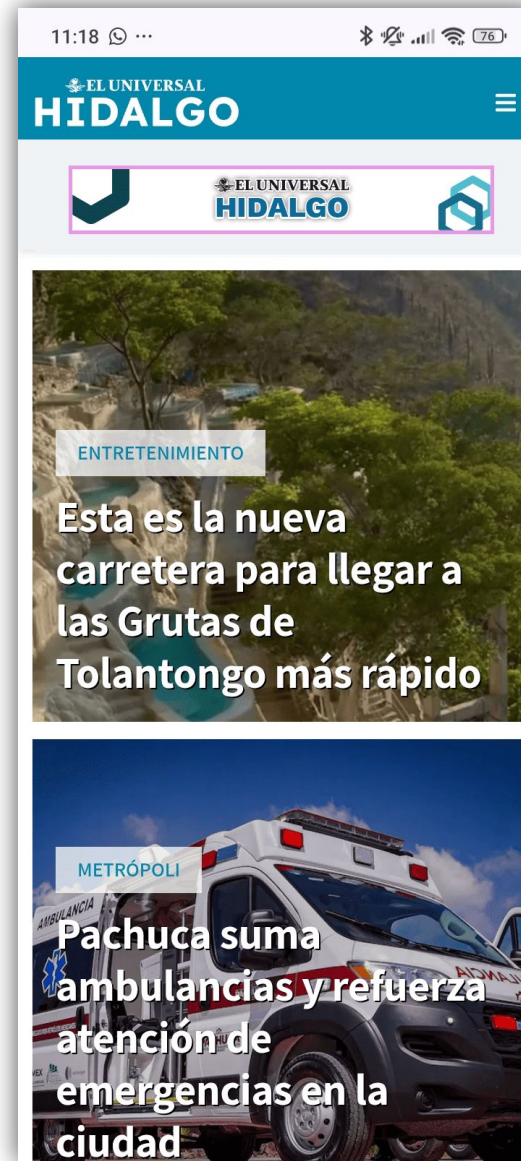 11:18
76
EL UNIVERSAL
HIDALGO
EL UNIVERSAL
HIDALGO
ENTRETENIMIENTO
Esta es la nueva
carretera para llegar a
las Grutas de
Tolantongo más rápido
METRÓPOLI
AMBULANCIA
Pachuca suma
ambulancias y refuerza
atención de
emergencias en la
ciudad